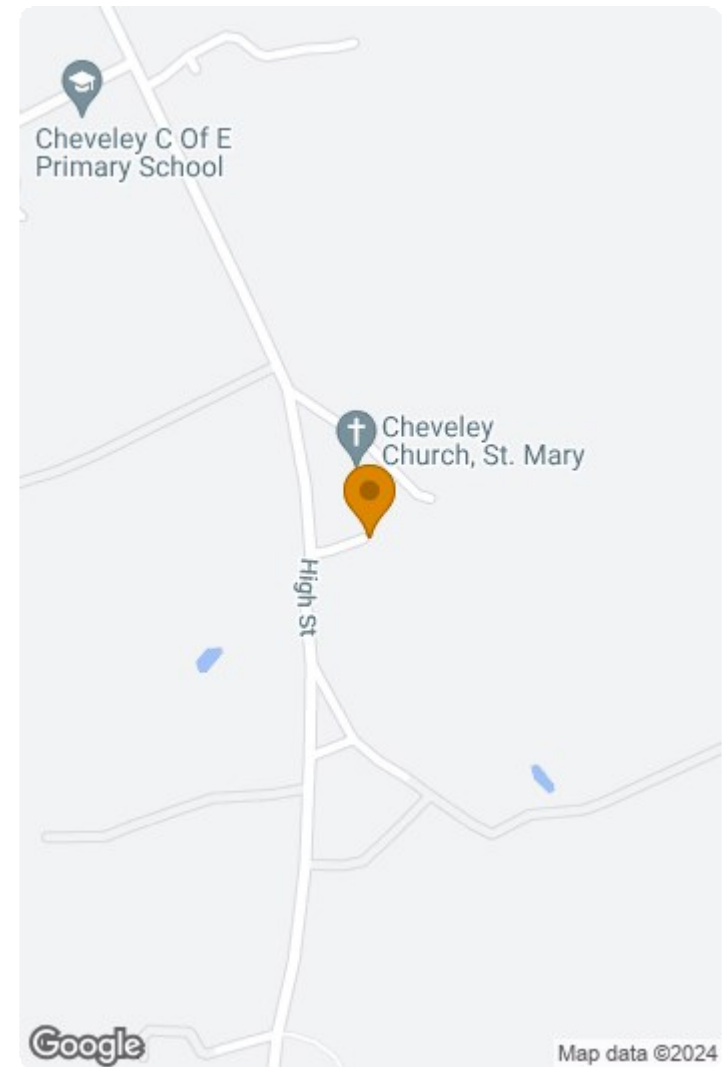 Cheveley C Of E
Primary School
Cheveley
Church, St. Mary
High St
Google
Map data ©2024